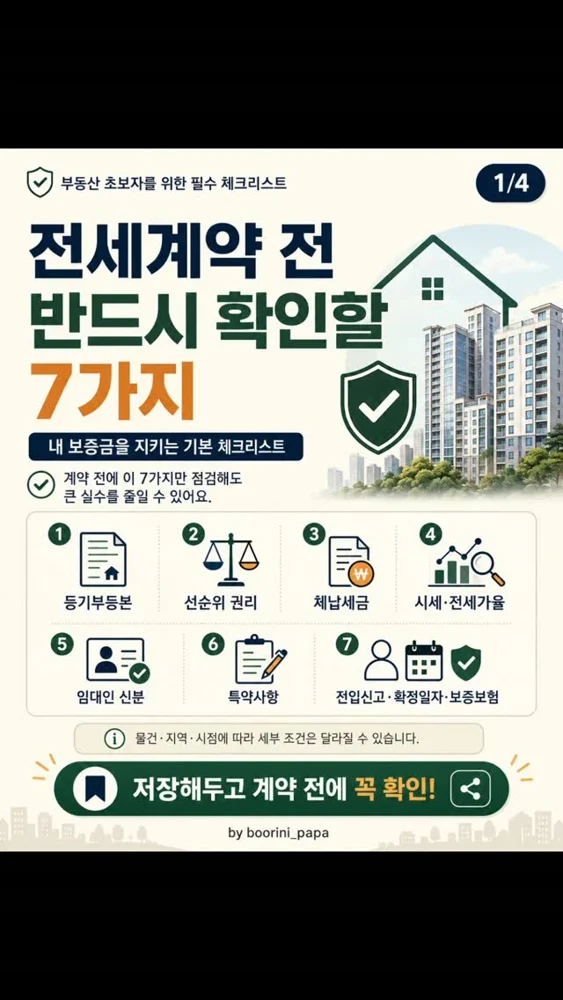 부동산 초보자를 위한 필수 체크리스트
1/4
전세계약 전
반드시 확인할
7가지
내 보증금을 지키는 기본 체크리스트
계약 전에 이 7가지만 점검해도
큰 실수를 줄일 수 있어요.
1
등기부등본
2
선순위 권리
3
₩
체납세금
4
시세·전세가율
5
임대인 신분
6
특약사항
7
전입신고·확정일자·보증보험
물건·지역·시점에 따라 세부 조건은 달라질 수 있습니다.
저장해두고 계약 전에 꼭 확인!
by boorini_papa